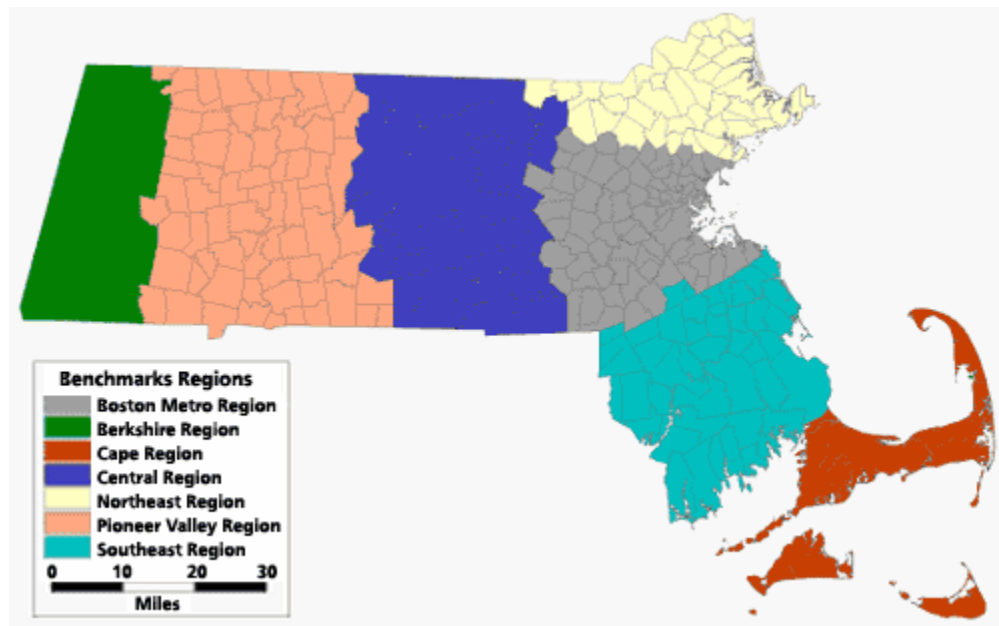 Benchmarks Regions
Boston Metro Region
Berkshire Region
Cape Region
Central Region
Northeast Region
Pioneer Valley Region
Southeast Region
0 10 20 30
Miles